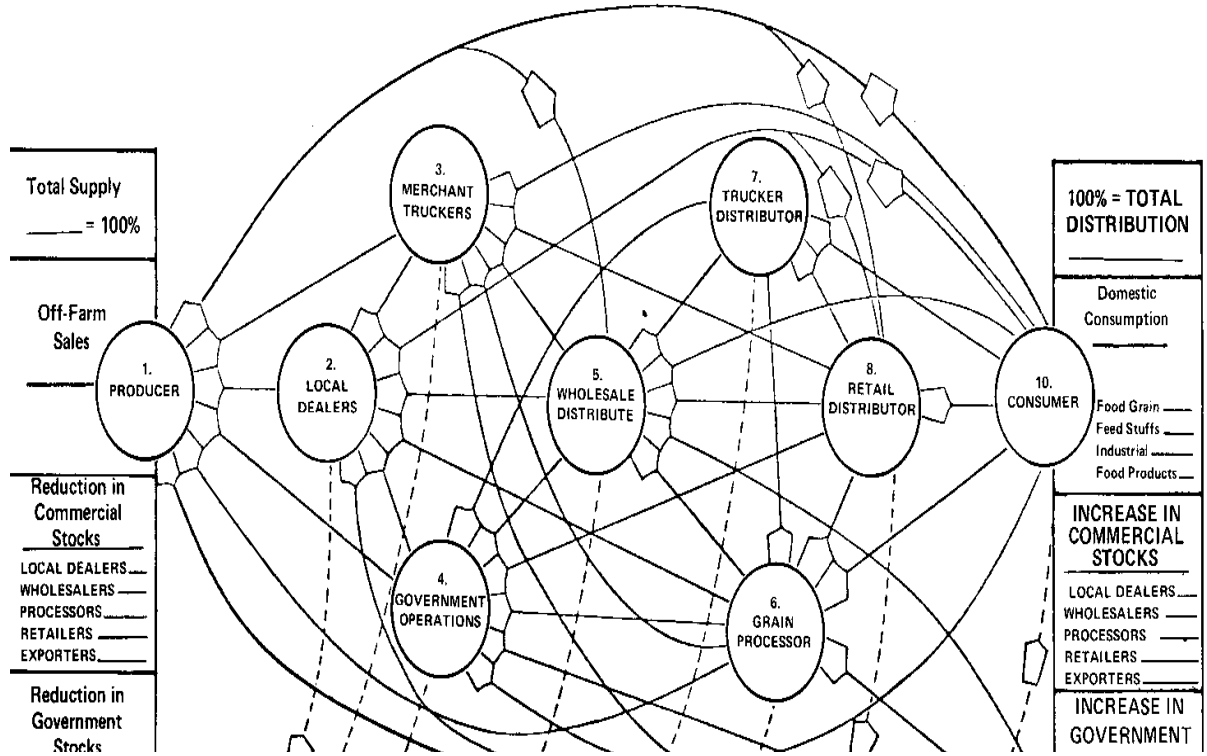 Total Supply
____ = 100%
Off-Farm
Sales
Reduction in
Commercial
Stocks
LOCAL DEALERS
WHOLESALERS
PROCESSORS
RETAILERS
EXPORTERS
Reduction in
Government
Stocks
1.
PRODUCER
2.
LOCAL
DEALERS
3.
MERCHANT
TRUCKERS
4.
GOVERNMENT
OPERATIONS
5.
WHOLESALE
DISTRIBUTE
6.
GRAIN
PROCESSOR
7.
TRUCKER
DISTRIBUTOR
8.
RETAIL
DISTRIBUTOR
10.
CONSUMER
100% = TOTAL
DISTRIBUTION
Domestic
Consumption
Food Grain
Feed Stuffs
Industrial
Food Products
INCREASE IN
COMMERCIAL
STOCKS
LOCAL DEALERS
WHOLESALERS
PROCESSORS
RETAILERS
EXPORTERS
INCREASE IN
GOVERNMENT